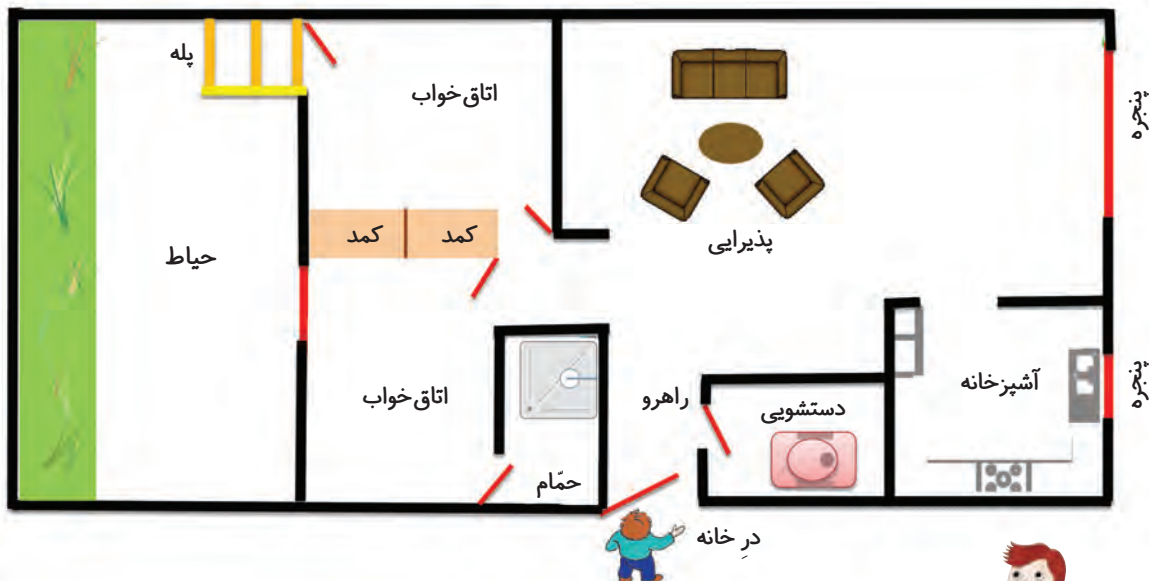 پله
اتاق‌خواب
پنجره
کمد
کمد
حیاط
پذیرایی
آشپزخانه
پنجره
اتاق‌خواب
راهرو
دستشویی
حمّام
درِ خانه